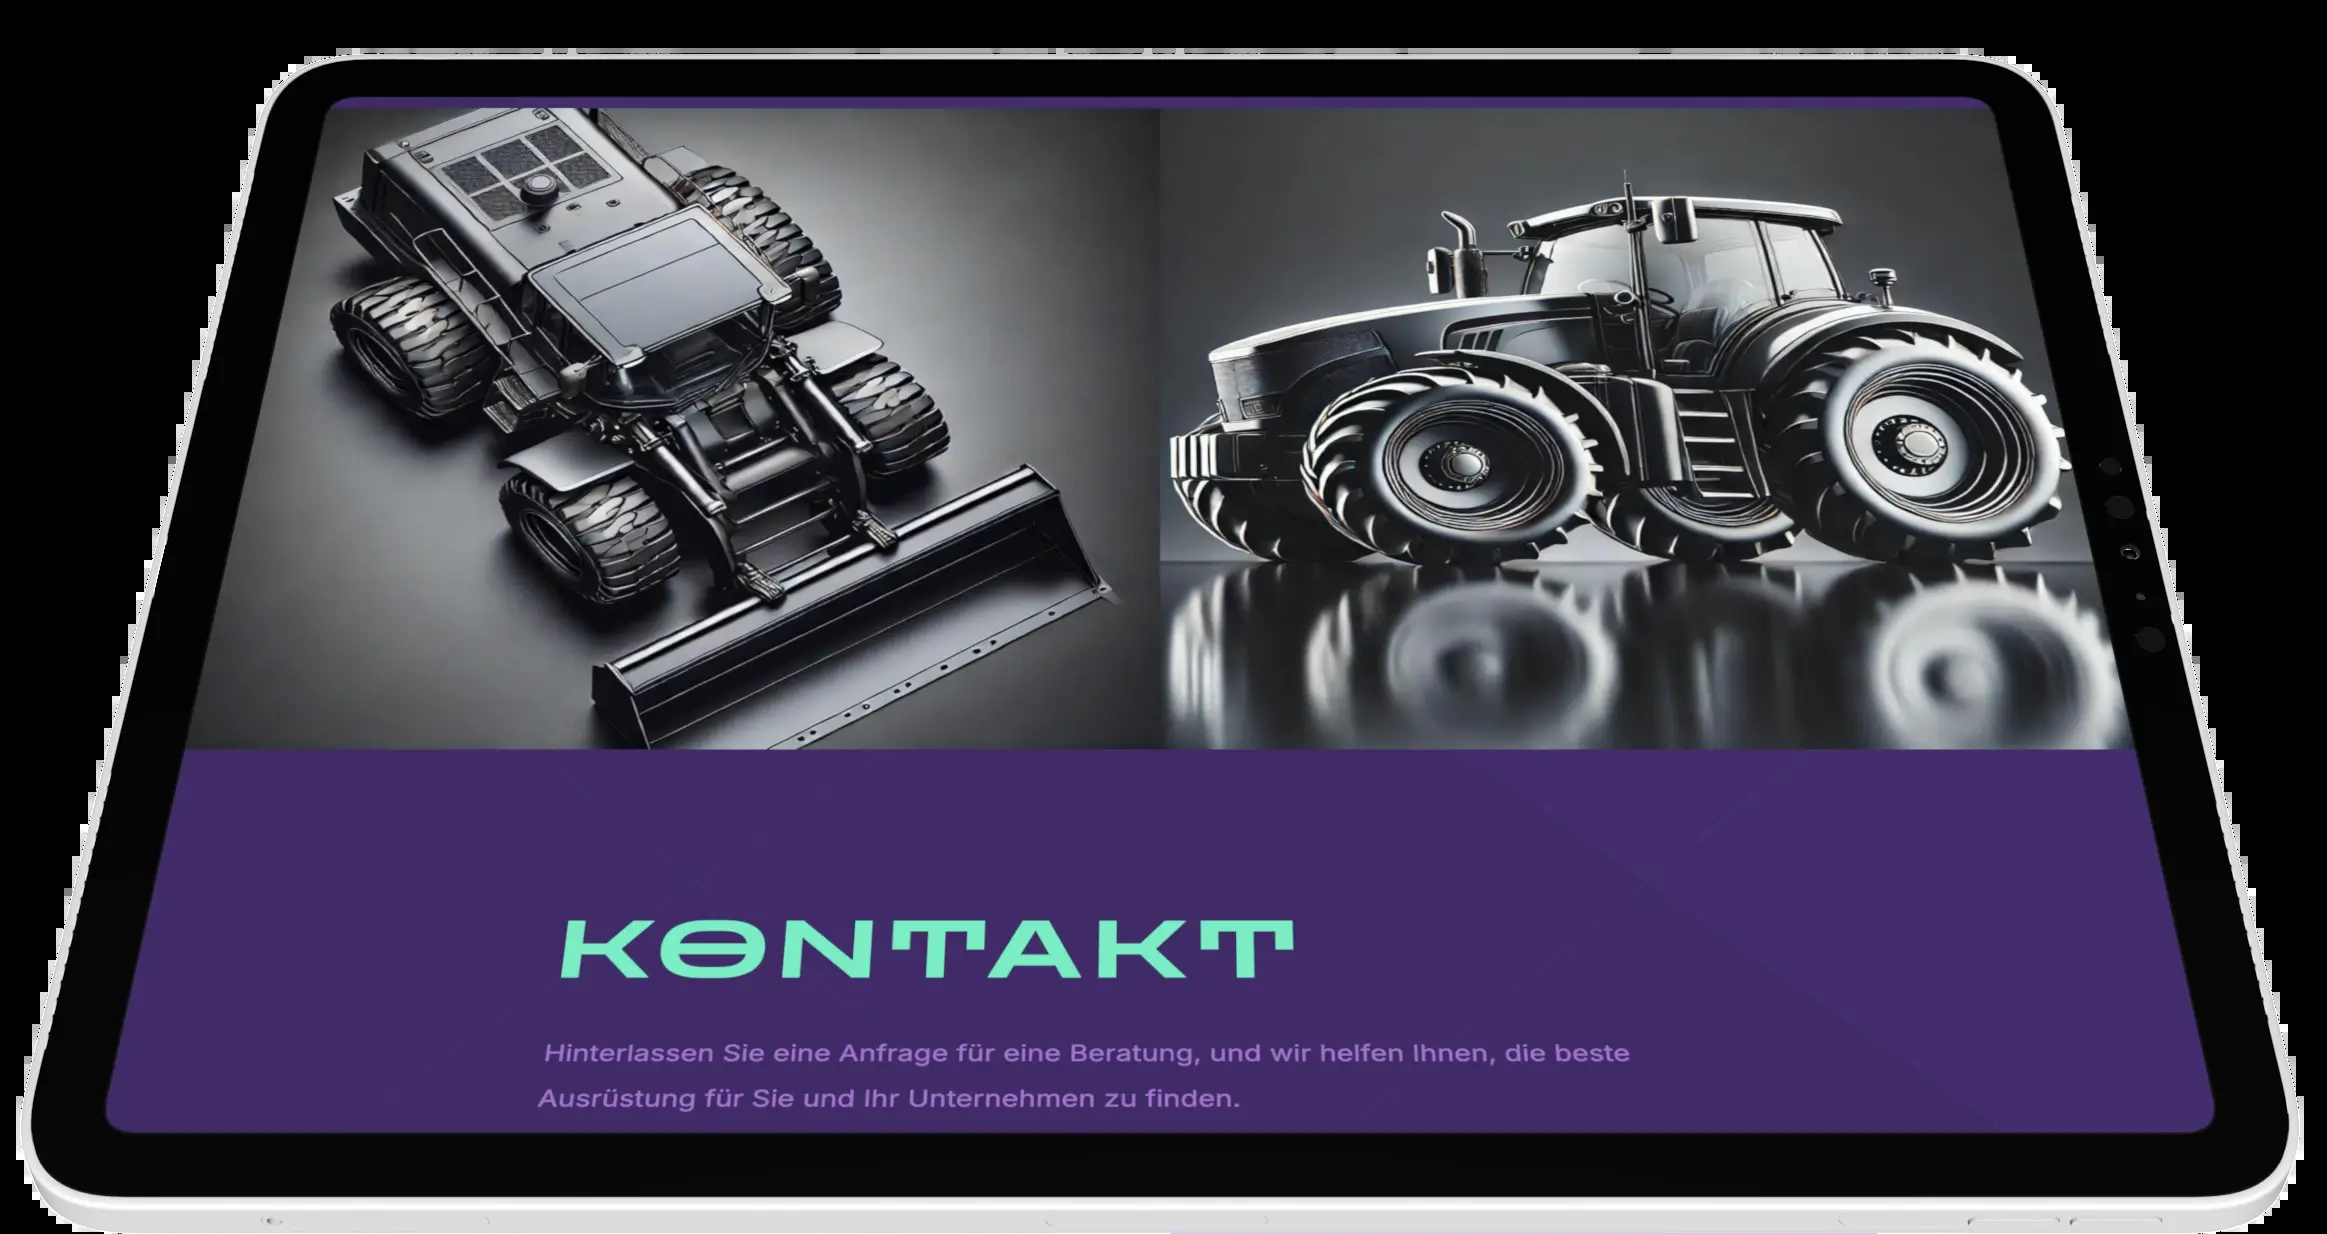 KONTAKT
Hinterlassen Sie eine Anfrage für eine Beratung, und wir helfen Ihnen, die beste
Ausrüstung für Sie und Ihr Unternehmen zu finden.